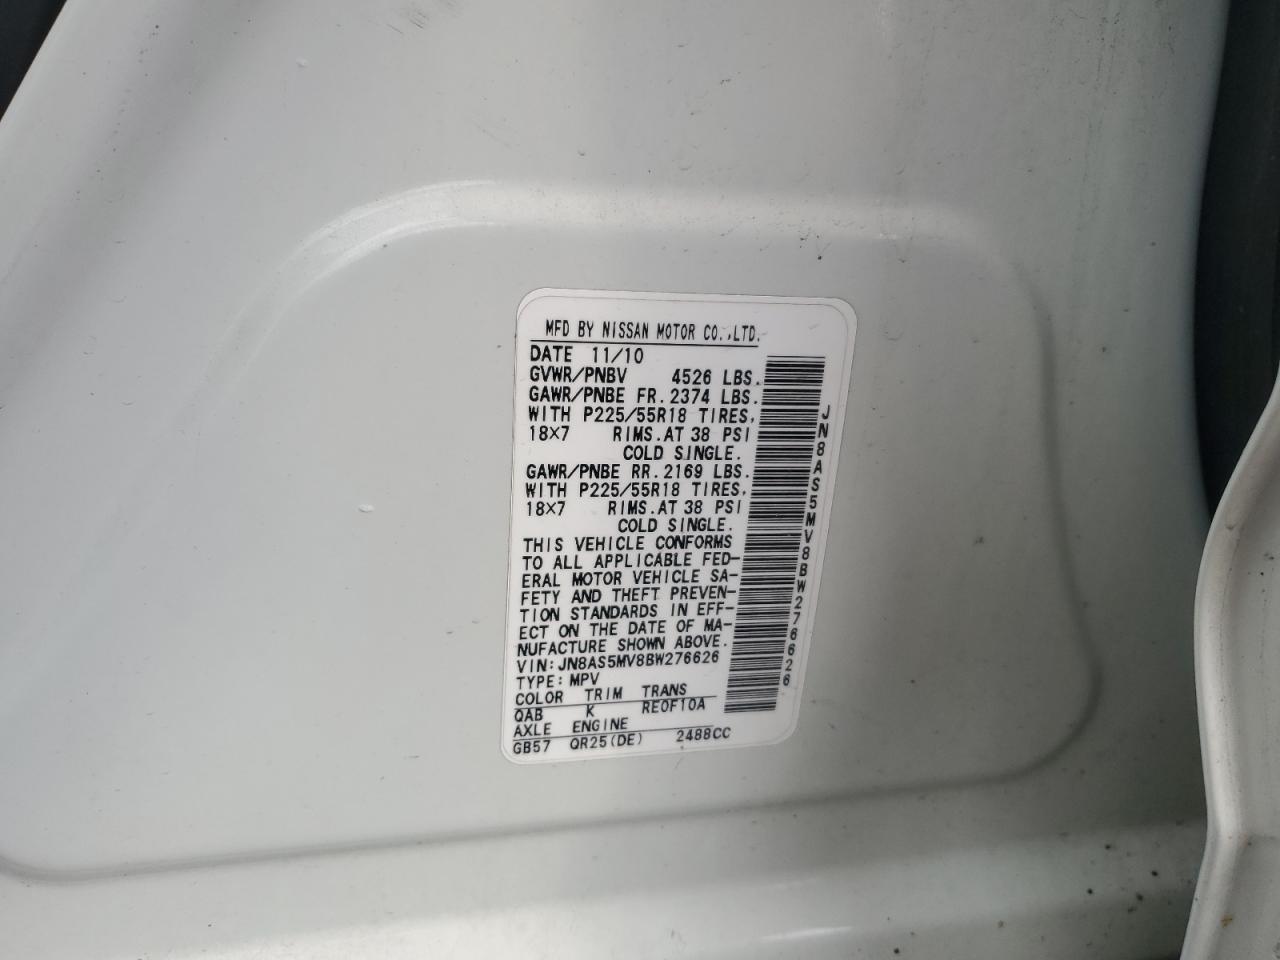 MFD BY NISSAN MOTOR CO.,LTD.
DATE 11/10
GVWR/PNBV 4526 LBS.
GAWR/PNBE FR. 2374 LBS.
WITH P225/55R18 TIRES,
18X7 RIMS.AT 38 PSI
COLD SINGLE.
GAWR/PNBE RR. 2169 LBS.
WITH P225/55R18 TIRES,
18X7 RIMS.AT 38 PSI
COLD SINGLE.
THIS VEHICLE CONFORMS
TO ALL APPLICABLE FED-
ERAL MOTOR VEHICLE SA-
FETY AND THEFT PREVEN-
TION STANDARDS IN EFF-
ECT ON THE DATE OF MA-
NUFACTURE SHOWN ABOVE.
VIN: JN8AS5MV8BW276626
TYPE: MPV
COLOR TRIM TRANS
QAB K RE0F10A
AXLE ENGINE
GB57 QR25(DE) 2488CC
JN8AS5MV8BW276626